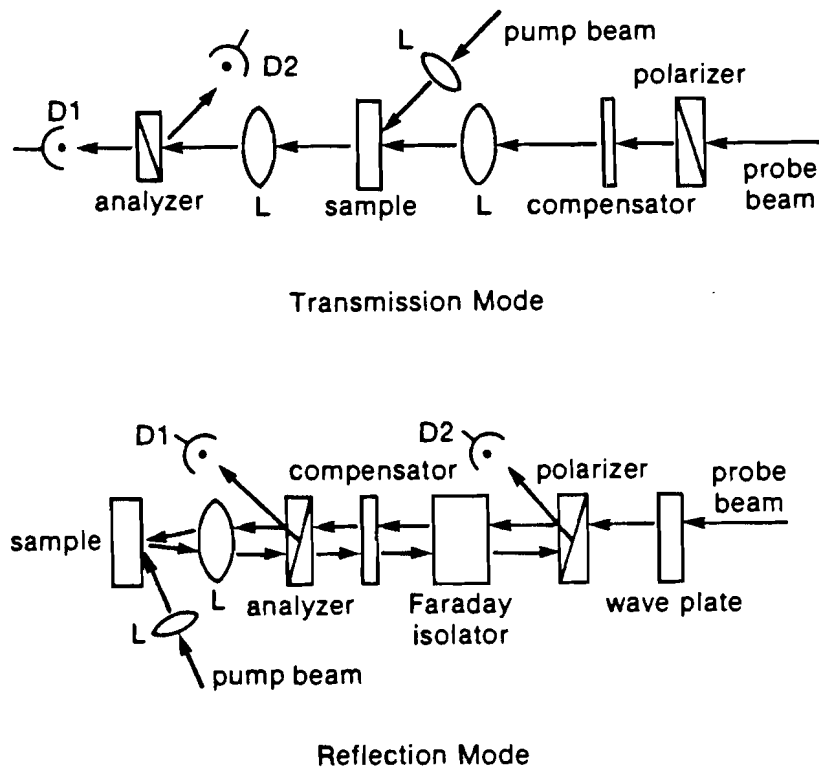 L
pump beam
D2
polarizer
D1
analyzer
L
sample
L
compensator
probe
beam
Transmission Mode
D1
D2
compensator
polarizer
probe
beam
sample
L
analyzer
Faraday
isolator
wave plate
L
pump beam
Reflection Mode